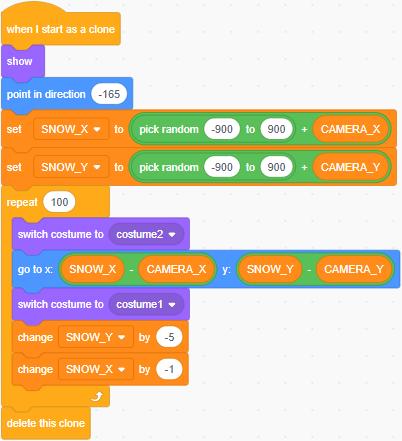 when I start as a clone
show
point in direction -165
set SNOW_X to pick random -900 to 900 + CAMERA_X
set SNOW_Y to pick random -900 to 900 + CAMERA_Y
repeat 100
switch costume to costume2
go to x: SNOW_X - CAMERA_X y: SNOW_Y - CAMERA_Y
switch costume to costume1
change SNOW_Y by -5
change SNOW_X by -1
delete this clone